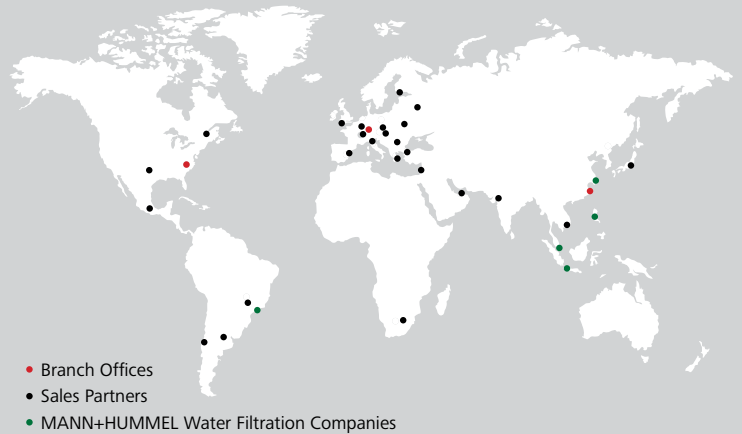 Branch Offices
Sales Partners
MANN+HUMMEL Water Filtration Companies